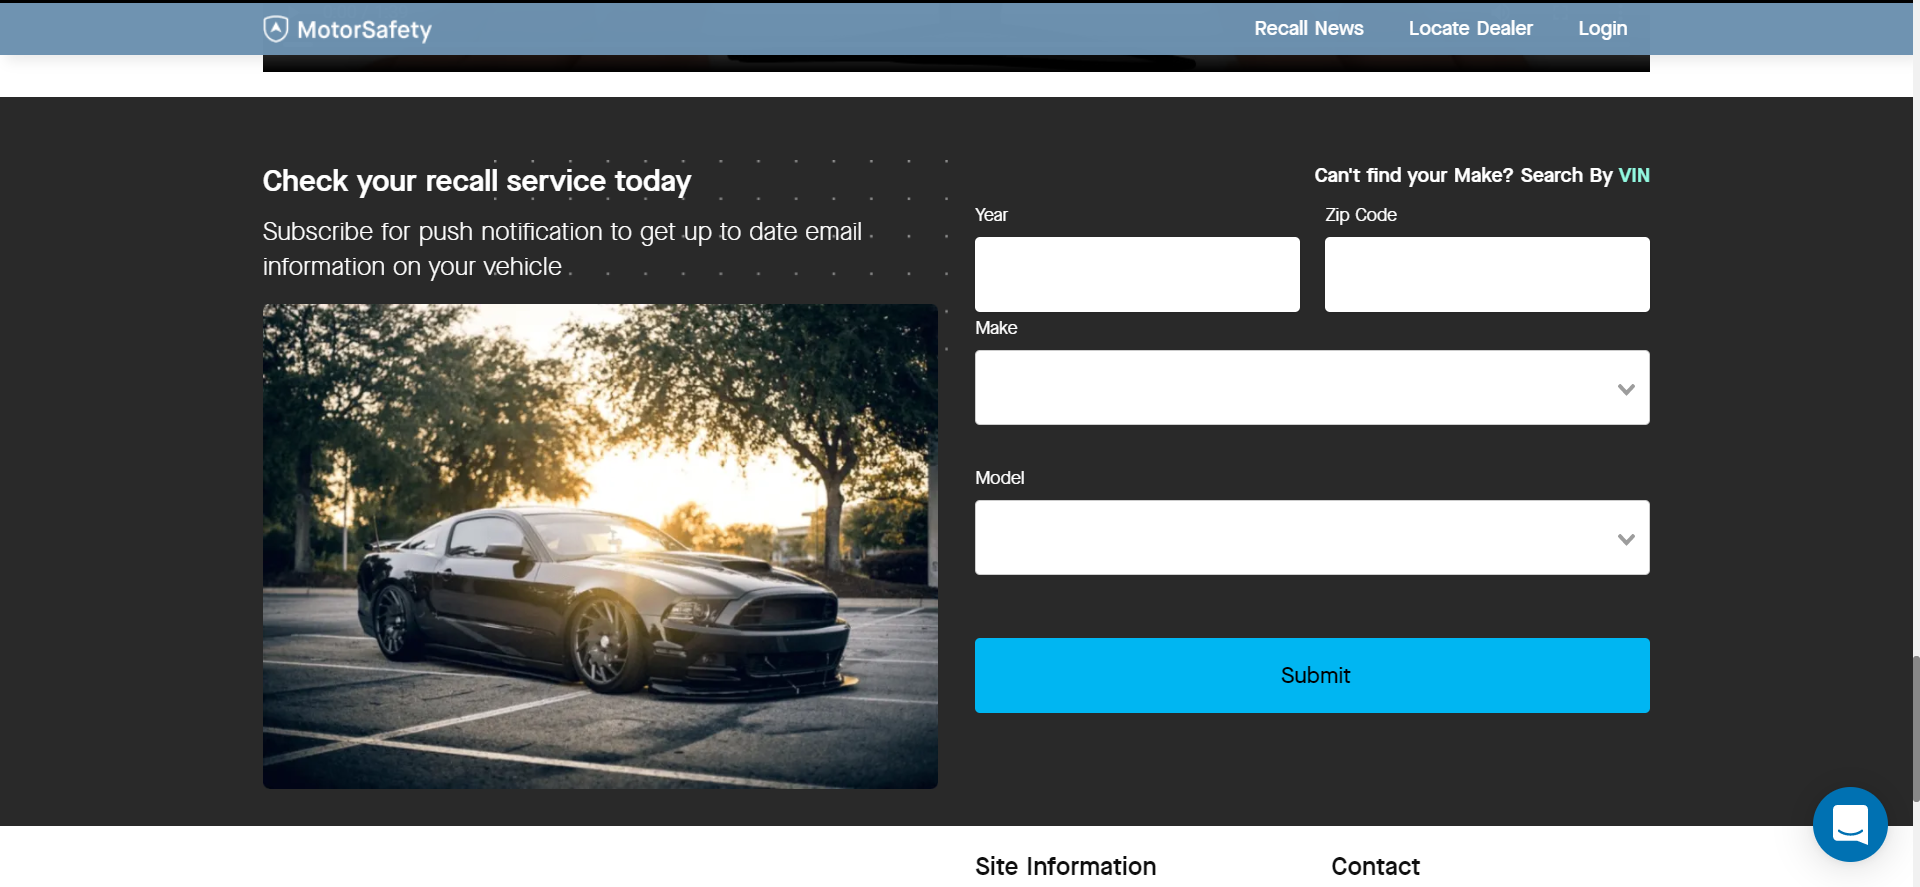 MotorSafety
Recall News
Locate Dealer
Login
Check your recall service today
Subscribe for push notification to get up to date email
information on your vehicle
Can't find your Make? Search By VIN
Year
Zip Code
Make
Model
Submit
Site Information
Contact